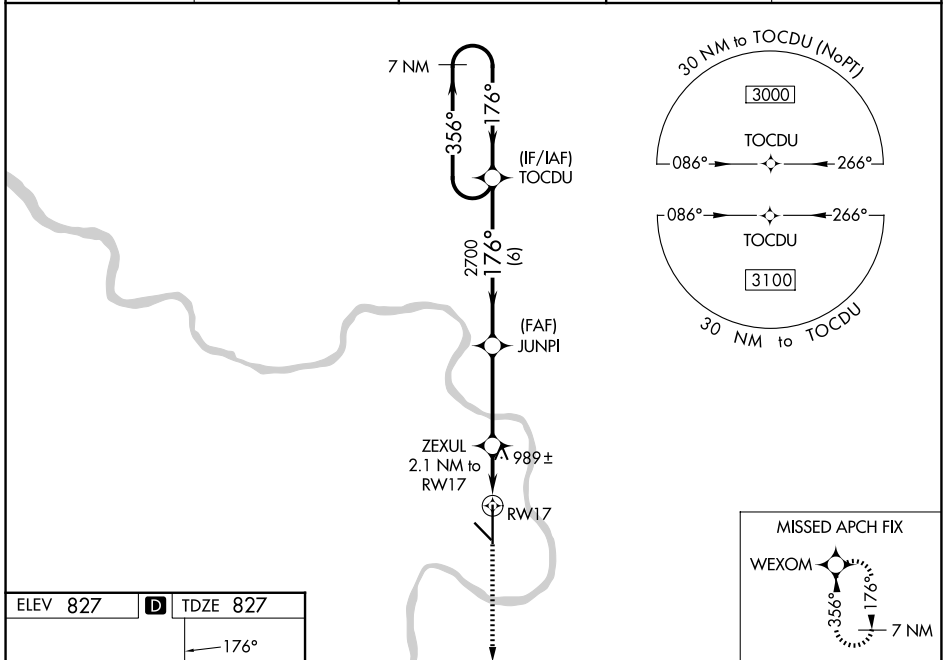 7 NM
356°
176°
(IF/IAF)
TOCDU
2700
176°
(6)
(FAF)
JUNPI
ZEXUL
2.1 NM to
RW17
989±
RW17
30 NM to TOCDU (NoPT)
3000
TOCDU
086°
266°
086°
266°
TOCDU
3100
30 NM to TOCDU
MISSED APCH FIX
WEXOM
356°
176°
7 NM
ELEV 827 D TDZE 827
176°